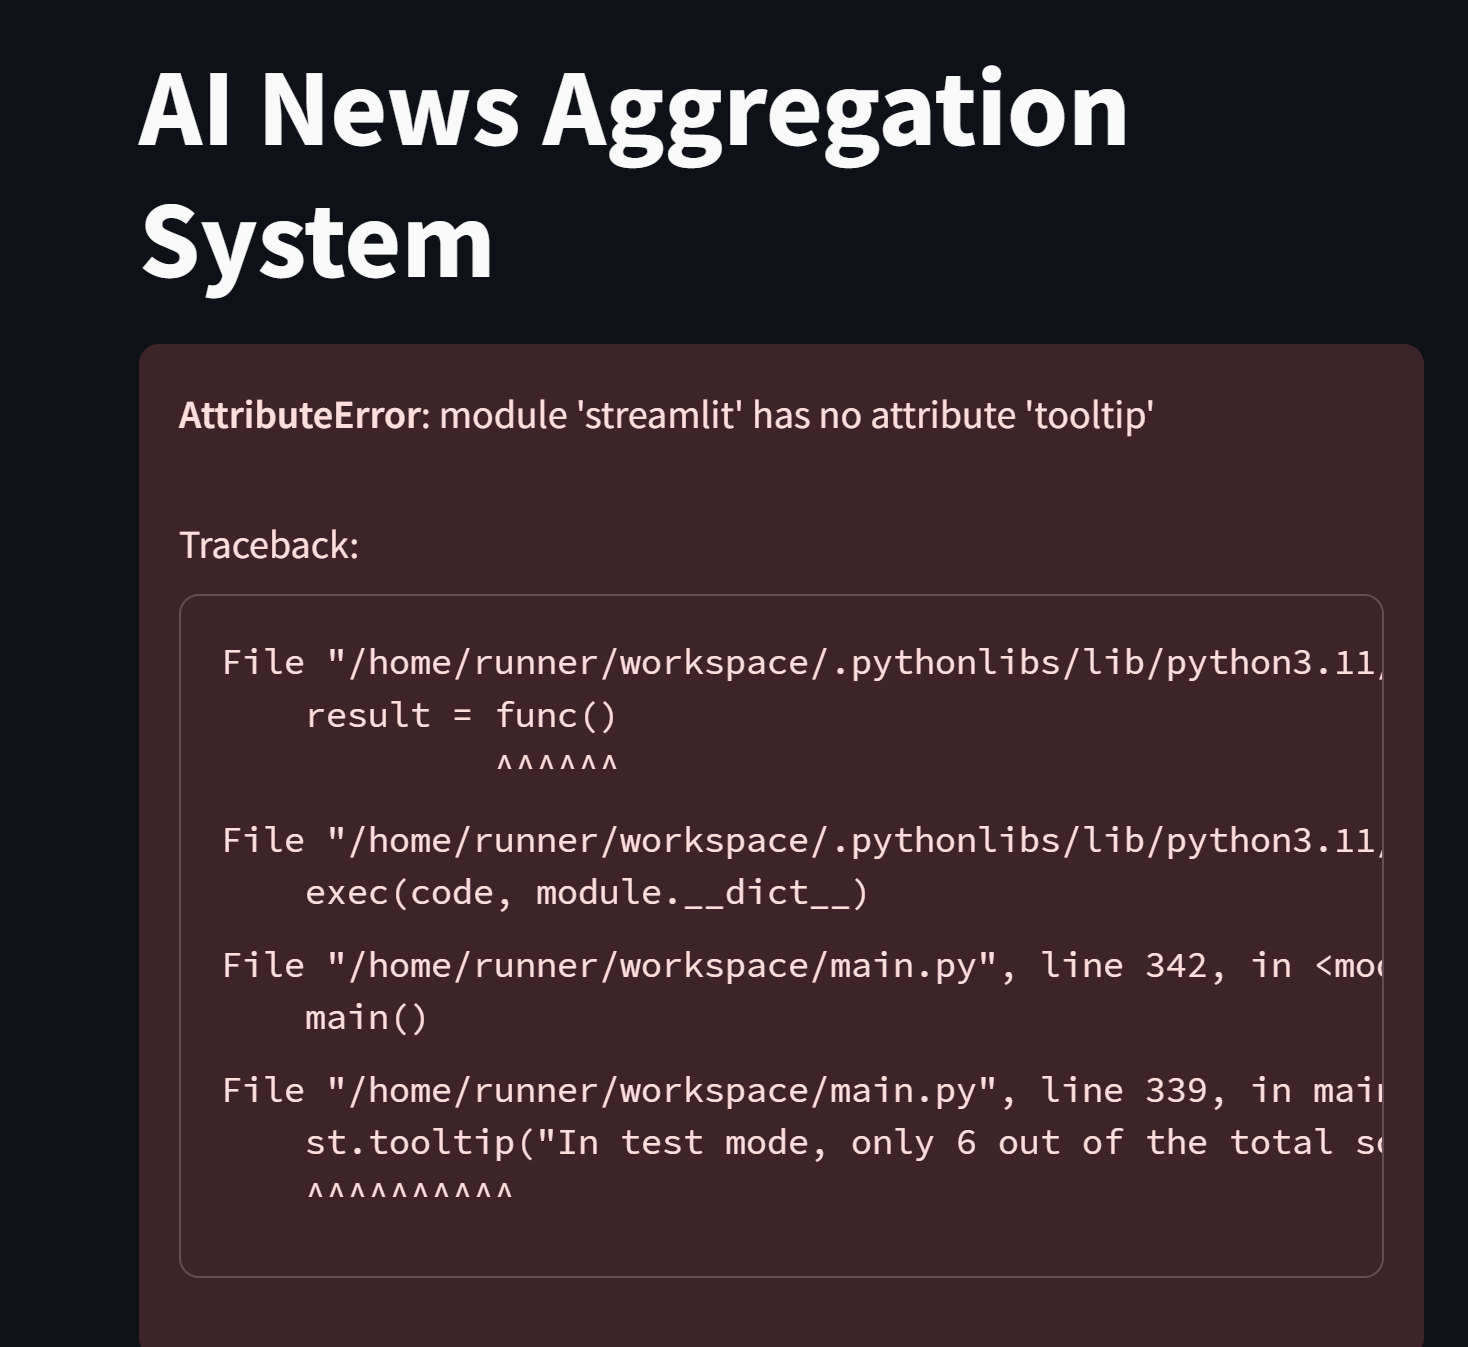 AI News Aggregation
System
AttributeError: module 'streamlit' has no attribute 'tooltip'
Traceback:
File "/home/runner/workspace/.pythonlibs/lib/python3.11/
result = func()
^^^^^^
File "/home/runner/workspace/.pythonlibs/lib/python3.11/
exec(code, module.__dict__)
File "/home/runner/workspace/main.py", line 342, in
main()
File "/home/runner/workspace/main.py", line 339, in main
st.tooltip("In test mode, only 6 out of the total
^^^^^^^^^^